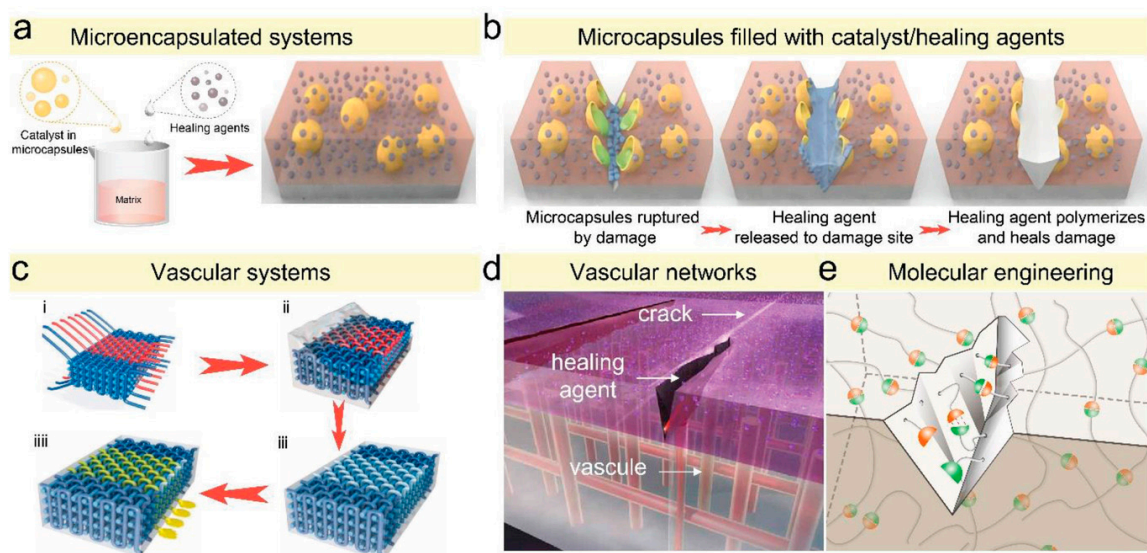 a
Microencapsulated systems
Catalyst in
microcapsules
Healing agents
Matrix
b
Microcapsules filled with catalyst/healing agents
Microcapsules ruptured
by damage
Healing agent
released to damage site
Healing agent polymerizes
and heals damage
c
Vascular systems
i
ii
iiii
iii
d
Vascular networks
crack
healing
agent
vascule
e
Molecular engineering